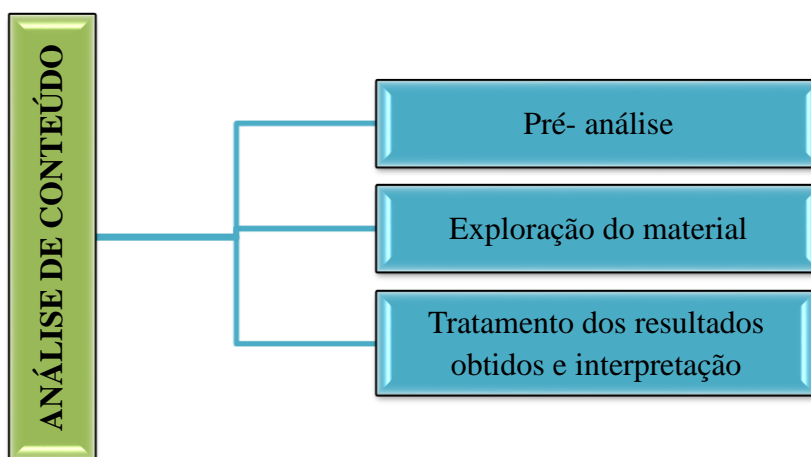 ANÁLISE DE CONTEÚDO
Pré- análise
Exploração do material
Tratamento dos resultados
obtidos e interpretação